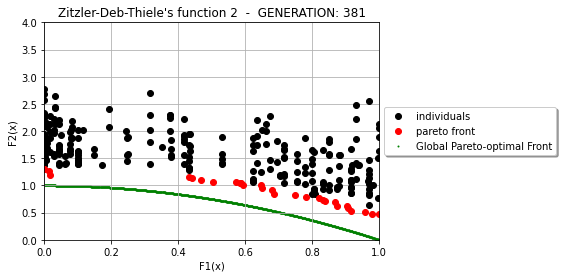 Zitzler-Deb-Thiele's function 2  -  GENERATION: 381
4.0
3.5
3.0
2.5
2.0
1.5
1.0
0.5
0.0
F2(x)
0.0 0.2 0.4 0.6 0.8 1.0
F1(x)
individuals
pareto front
Global Pareto-optimal Front